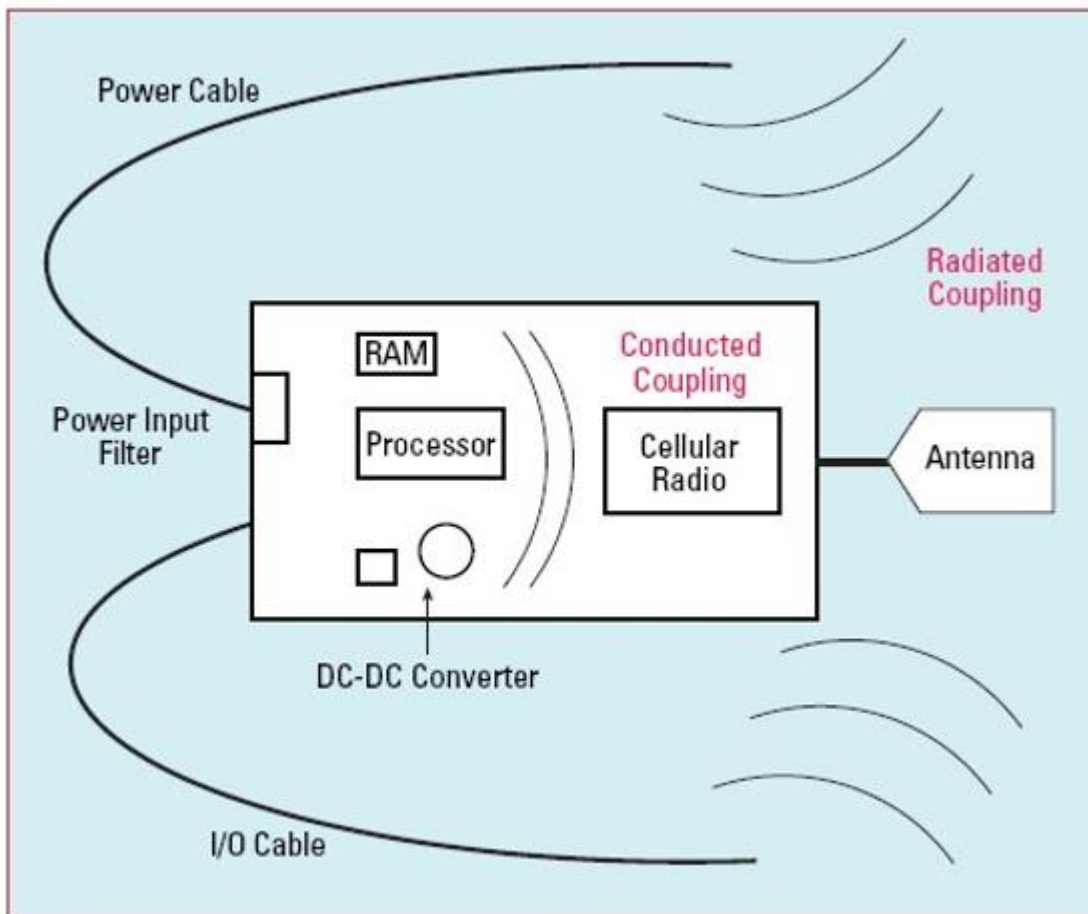 Power Cable
Radiated
Coupling
RAM
Conducted
Coupling
Power Input
Filter
Processor
Cellular
Radio
Antenna
DC-DC Converter
I/O Cable